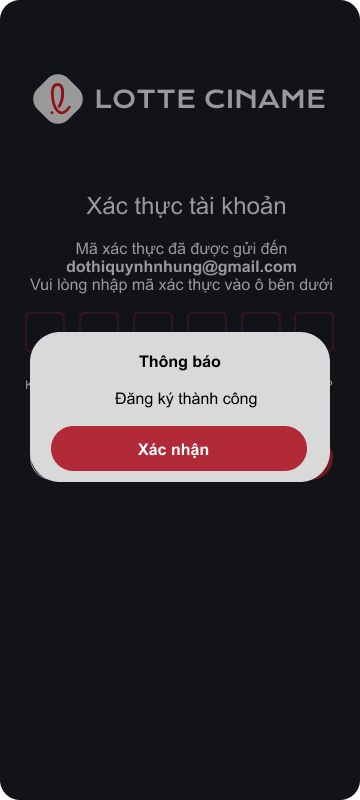 LOTTE CINAME
Xác thực tài khoản
Mã xác thực đã được gửi đến
dothiquynhnhung@gmail.com
Vui lòng nhập mã xác thực vào ô bên dưới
Thông báo
Đăng ký thành công
Xác nhận